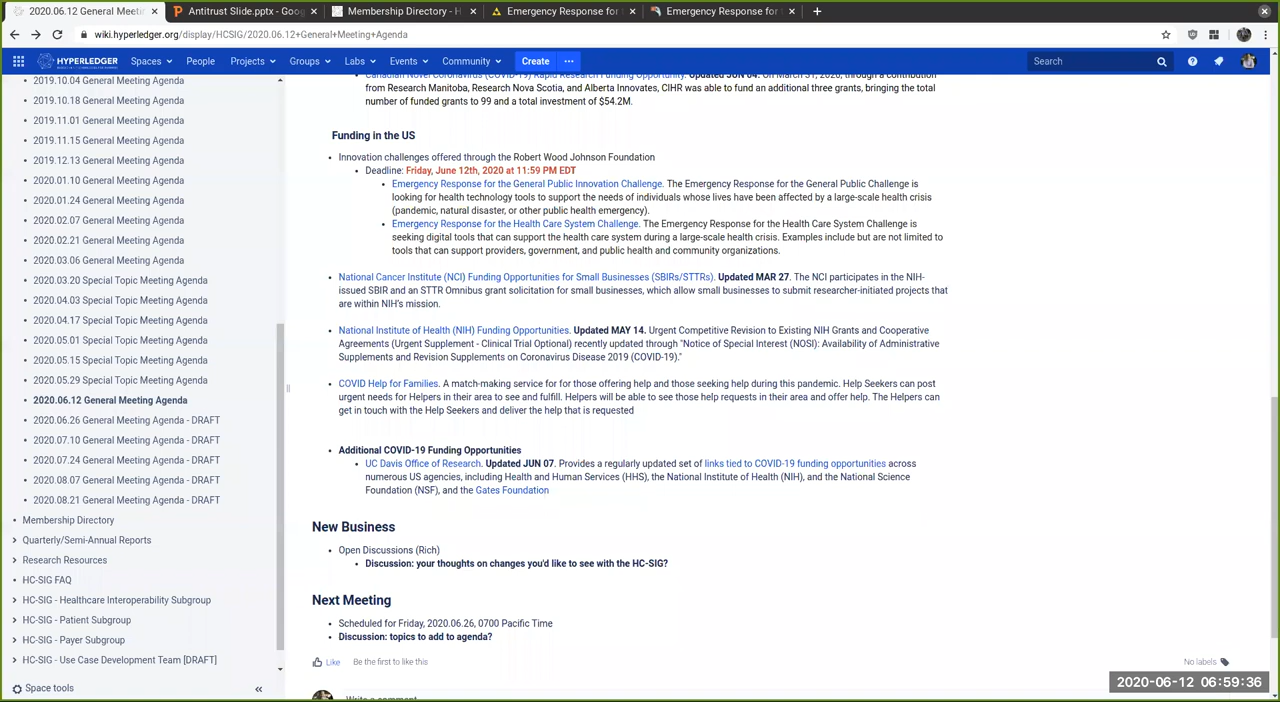 2020.06.12 General Meeti
Antitrust Slide.pptx - Goog
Membership Directory - H
Emergency Response for t
Emergency Response for t
wiki.hyperledger.org/display/HCSIG/2020.06.12+General+Meeting+Agenda
HYPERLEDGER Spaces People Projects Groups Labs Events Community Create ••• Search
2019.10.04 General Meeting Agenda
2019.10.18 General Meeting Agenda
2019.11.01 General Meeting Agenda
2019.11.15 General Meeting Agenda
2019.12.13 General Meeting Agenda
2020.01.10 General Meeting Agenda
2020.01.24 General Meeting Agenda
2020.02.07 General Meeting Agenda
2020.02.21 General Meeting Agenda
2020.03.06 General Meeting Agenda
2020.03.20 Special Topic Meeting Agenda
2020.04.03 Special Topic Meeting Agenda
2020.04.17 Special Topic Meeting Agenda
2020.05.01 Special Topic Meeting Agenda
2020.05.15 Special Topic Meeting Agenda
2020.05.29 Special Topic Meeting Agenda
2020.06.12 General Meeting Agenda
2020.06.26 General Meeting Agenda - DRAFT
2020.07.10 General Meeting Agenda - DRAFT
2020.07.24 General Meeting Agenda - DRAFT
2020.08.07 General Meeting Agenda - DRAFT
2020.08.21 General Meeting Agenda - DRAFT
Membership Directory
Quarterly/Semi-Annual Reports
Research Resources
HC-SIG FAQ
HC-SIG - Healthcare Interoperability Subgroup
HC-SIG - Patient Subgroup
HC-SIG - Payer Subgroup
HC-SIG - Use Case Development Team [DRAFT]
Space tools
Canadian Novel Coronavirus (COVID-19) Rapid Research Funding Opportunity. Updated JUN 04. On March 31, 2020, through a contribution
from Research Manitoba, Research Nova Scotia, and Alberta Innovates, CIHR was able to fund an additional three grants, bringing the total
number of funded grants to 99 and a total investment of $54.2M.
Funding in the US
Innovation challenges offered through the Robert Wood Johnson Foundation
Deadline: Friday, June 12th, 2020 at 11:59 PM EDT
Emergency Response for the General Public Innovation Challenge. The Emergency Response for the General Public Challenge is
looking for health technology tools to support the needs of individuals whose lives have been affected by a large-scale health crisis
(pandemic, natural disaster, or other public health emergency).
Emergency Response for the Health Care System Challenge. The Emergency Response for the Health Care System Challenge is
seeking digital tools that can support the health care system during a large-scale health crisis. Examples include but are not limited to
tools that can support providers, government, and public health and community organizations.
National Cancer Institute (NCI) Funding Opportunities for Small Businesses (SBIRs/STTRs). Updated MAR 27. The NCI participates in the NIH-
issued SBIR and an STTR Omnibus grant solicitation for small businesses, which allow small businesses to submit researcher-initiated projects that
are within NIH's mission.
National Institute of Health (NIH) Funding Opportunities. Updated MAY 14. Urgent Competitive Revision to Existing NIH Grants and Cooperative
Agreements (Urgent Supplement - Clinical Trial Optional) recently updated through "Notice of Special Interest (NOSI): Availability of Administrative
Supplements and Revision Supplements on Coronavirus Disease 2019 (COVID-19)."
COVID Help for Families. A match-making service for for those offering help and those seeking help during this pandemic. Help Seekers can post
urgent needs for Helpers in their area to see and fulfill. Helpers will be able to see those help requests in their area and offer help. The Helpers can
get in touch with the Help Seekers and deliver the help that is requested
Additional COVID-19 Funding Opportunities
UC Davis Office of Research. Updated JUN 07. Provides a regularly updated set of links tied to COVID-19 funding opportunities across
numerous US agencies, including Health and Human Services (HHS), the National Institute of Health (NIH), and the National Science
Foundation (NSF), and the Gates Foundation
New Business
Open Discussions (Rich)
Discussion: your thoughts on changes you'd like to see with the HC-SIG?
Next Meeting
Scheduled for Friday, 2020.06.26, 0700 Pacific Time
Discussion: topics to add to agenda?
Like Be the first to like this No labels
2020-06-12 06:59:36
Write a comment